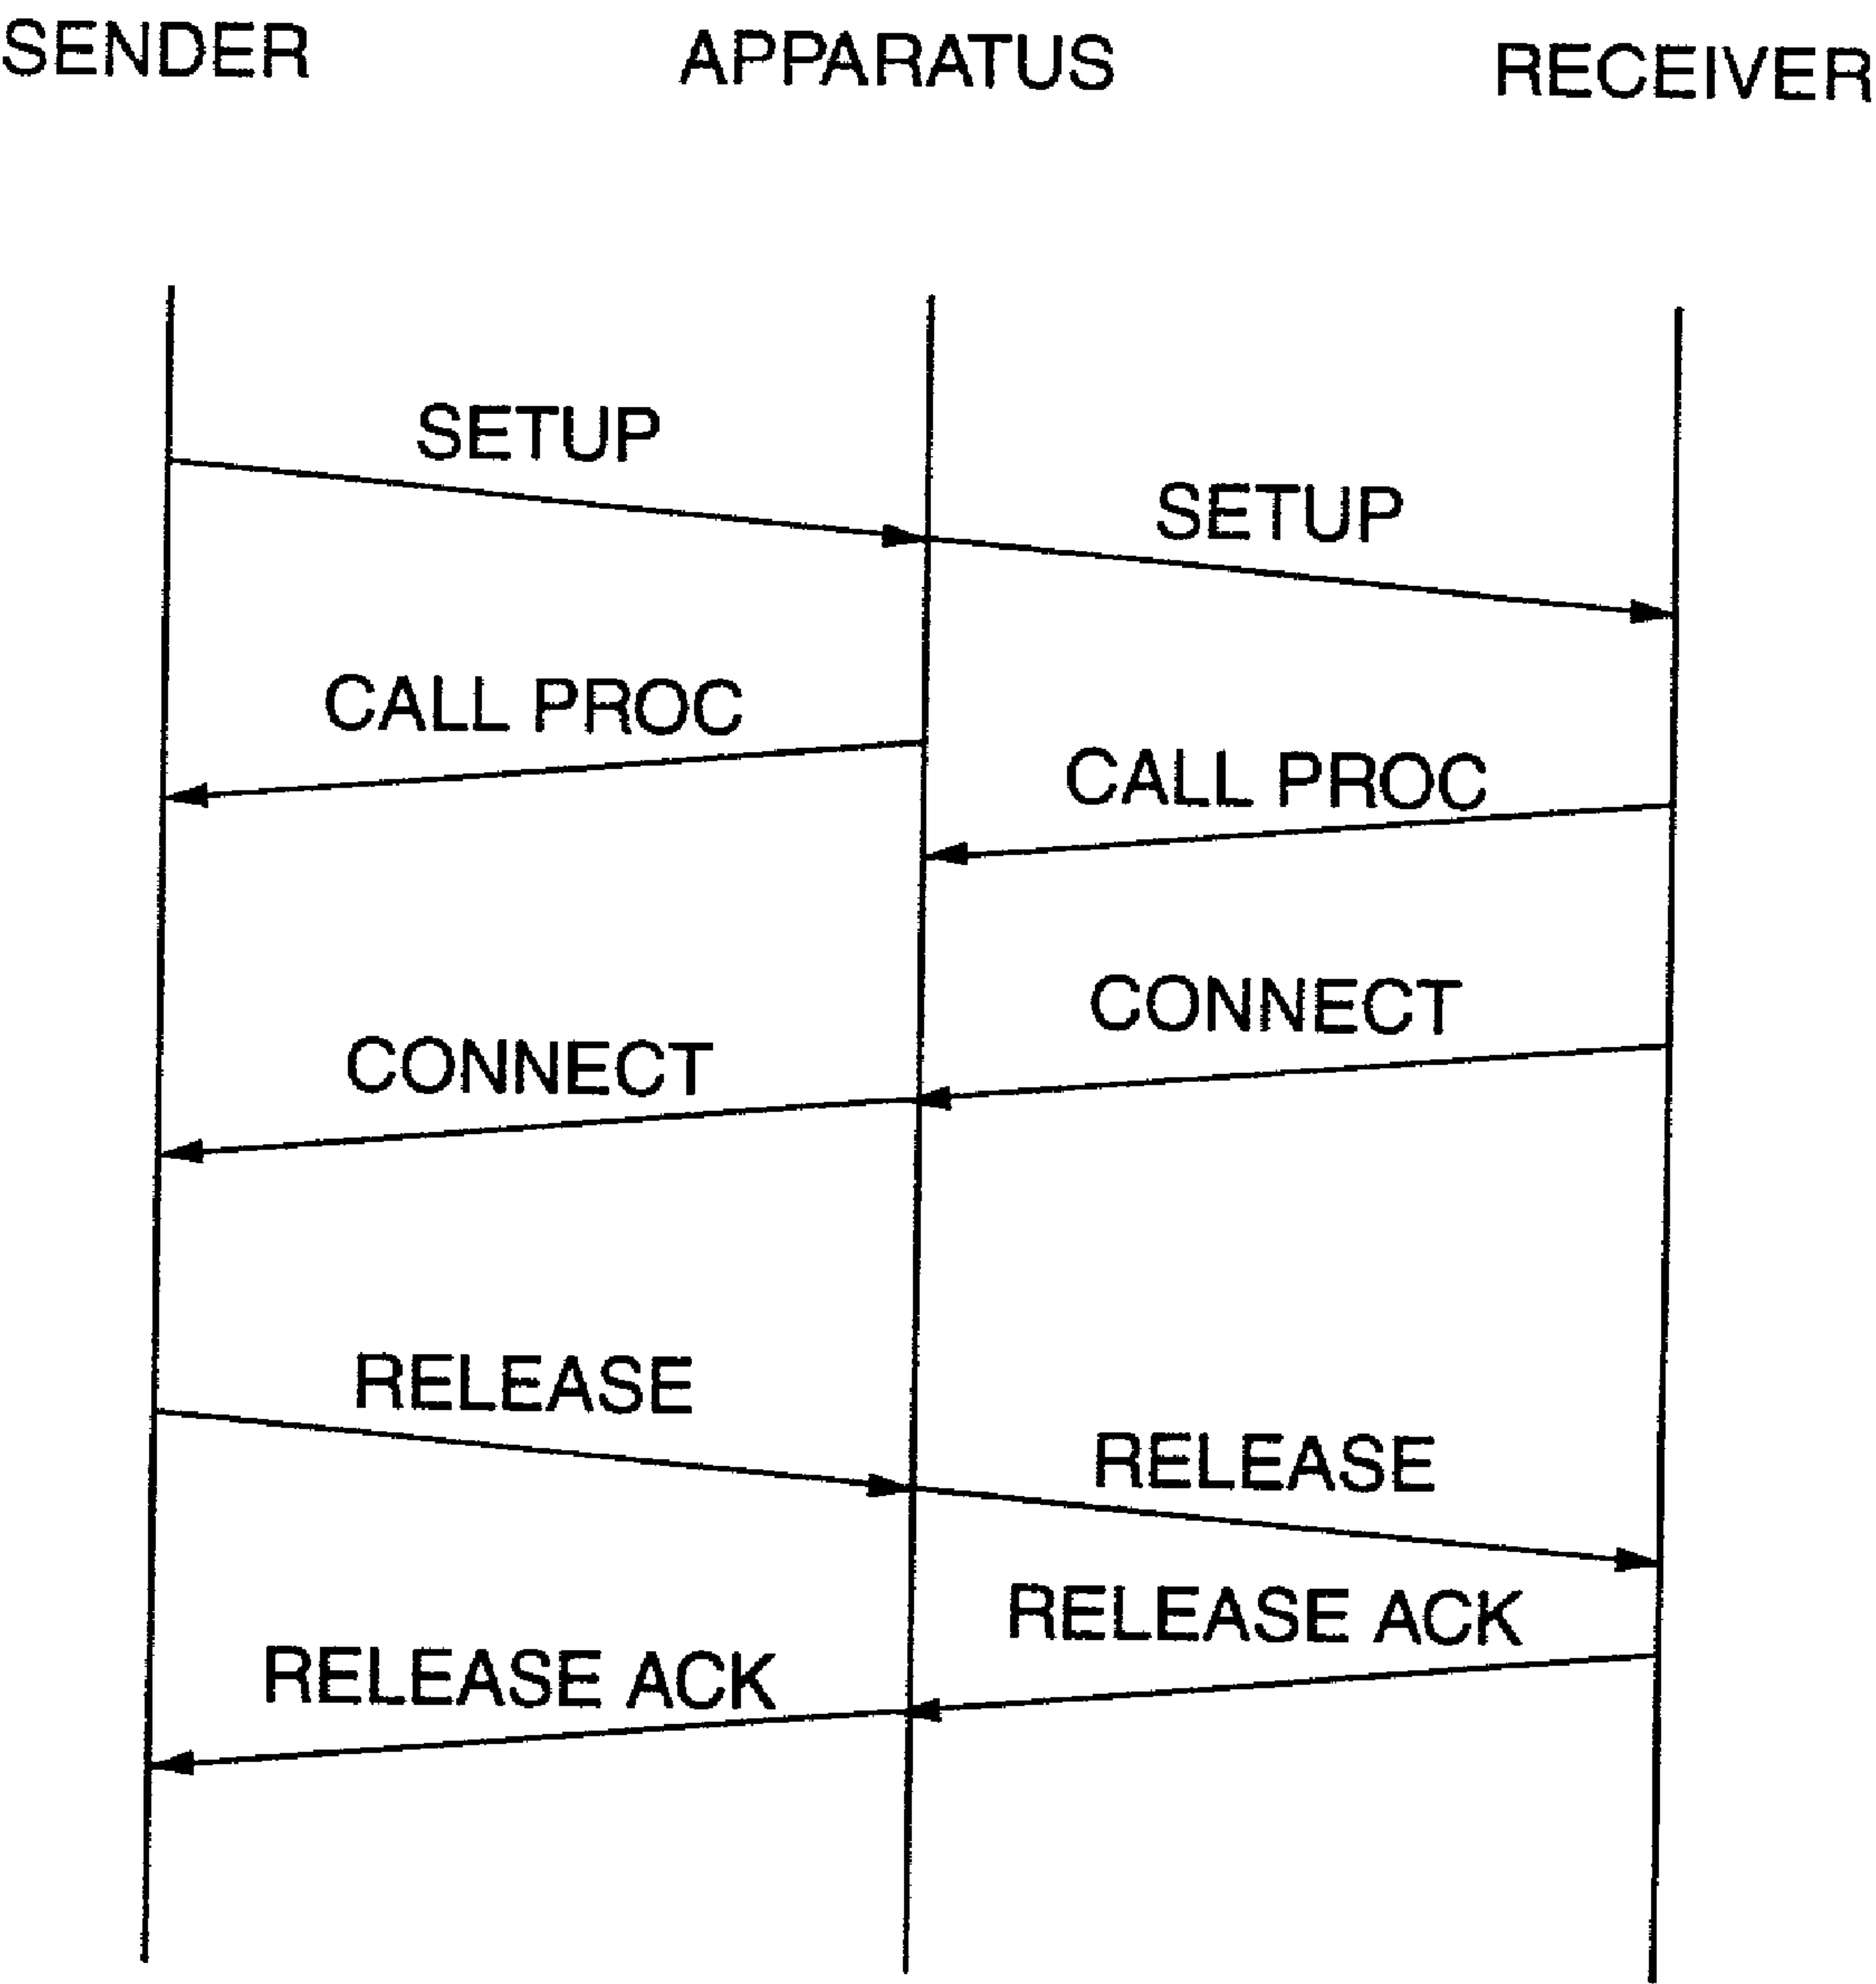 SENDER APPARATUS RECEIVER
SETUP
SETUP
CALL PROC
CALL PROC
CONNECT
CONNECT
RELEASE
RELEASE
RELEASE ACK
RELEASE ACK